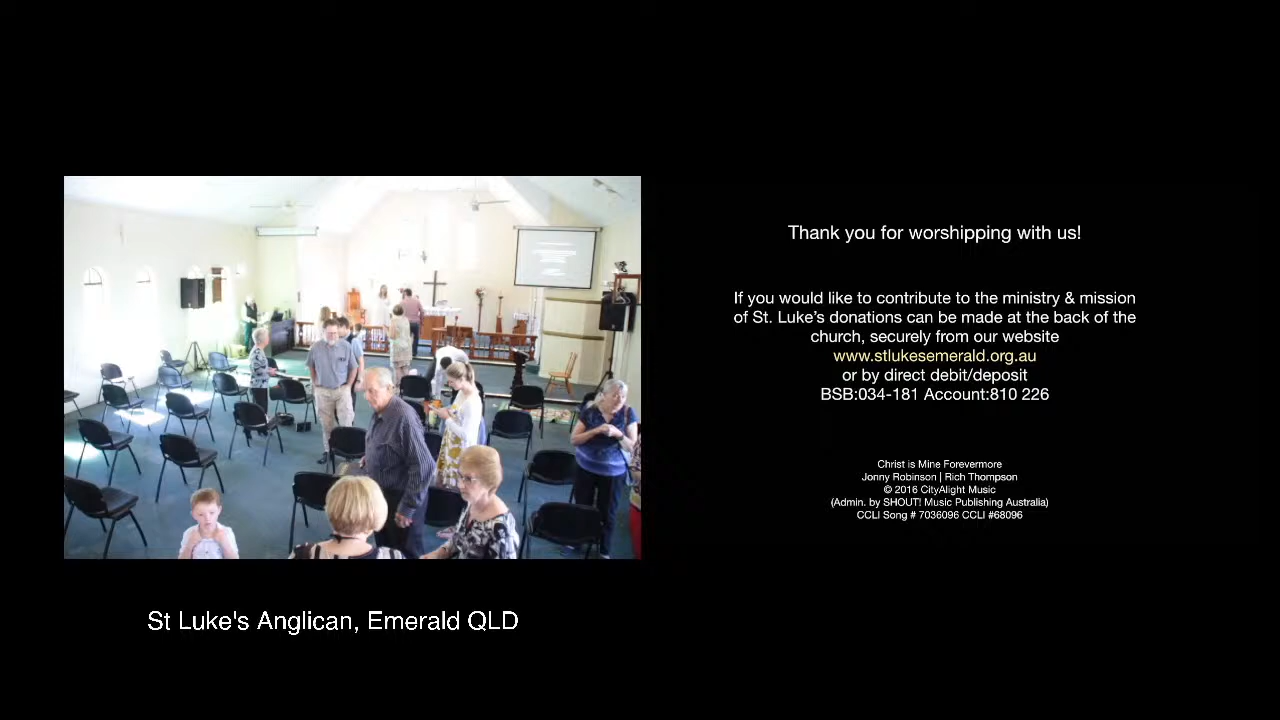 Thank you for worshipping with us!
If you would like to contribute to the ministry & mission
of St. Luke's donations can be made at the back of the
church, securely from our website
www.stlukesemerald.org.au
or by direct debit/deposit
BSB:034-181 Account:810 226
Christ is Mine Forevermore
Jonny Robinson | Rich Thompson
© 2016 CityAlight Music
(Admin. by SHOUT! Music Publishing Australia)
CCLI Song # 7036096 CCLI #68096
St Luke's Anglican, Emerald QLD